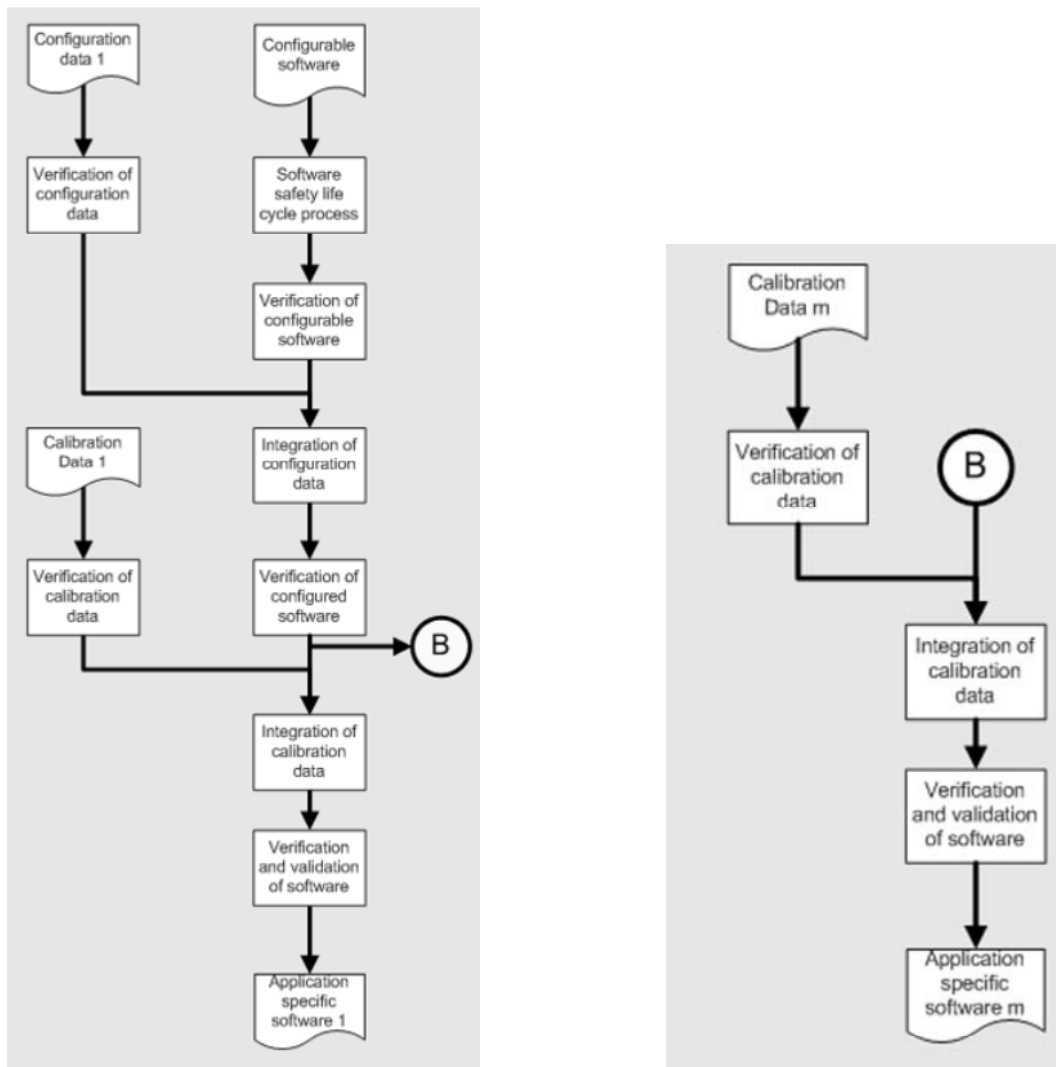 Configuration
data 1
Configurable
software
Verification of
configuration
data
Software
safety life
cycle process
Verification of
configurable
software
Calibration
Data 1
Integration of
configuration
data
Verification of
calibration
data
Verification of
configured
software
B
Integration of
calibration
data
Verification
and validation
of software
Application
specific
software 1
Calibration
Data m
Verification of
calibration
data
B
Integration of
calibration
data
Verification
and validation
of software
Application
specific
software m